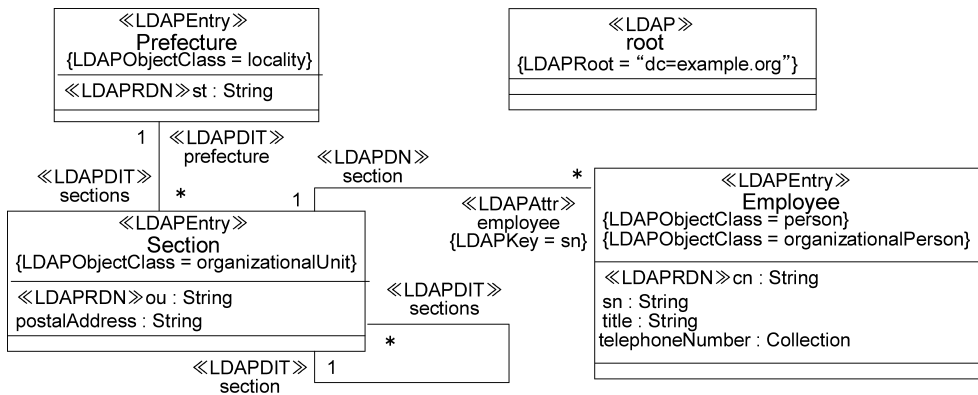 ≪LDAPEntry≫
Prefecture
{LDAPObjectClass = locality}
≪LDAPRDN≫st : String
≪LDAP≫
root
{LDAPRoot = “dc=example.org”}
1
≪LDAPDIT≫
prefecture
≪LDAPDIT≫
sections
*
≪LDAPDN≫
section
1
*
≪LDAPAttr≫
employee
{LDAPKey = sn}
≪LDAPEntry≫
Section
{LDAPObjectClass = organizationalUnit}
≪LDAPRDN≫ou : String
postalAddress : String
≪LDAPDIT≫
sections
*
≪LDAPDIT≫
section
1
≪LDAPEntry≫
Employee
{LDAPObjectClass = person}
{LDAPObjectClass = organizationalPerson}
≪LDAPRDN≫cn : String
sn : String
title : String
telephoneNumber : Collection